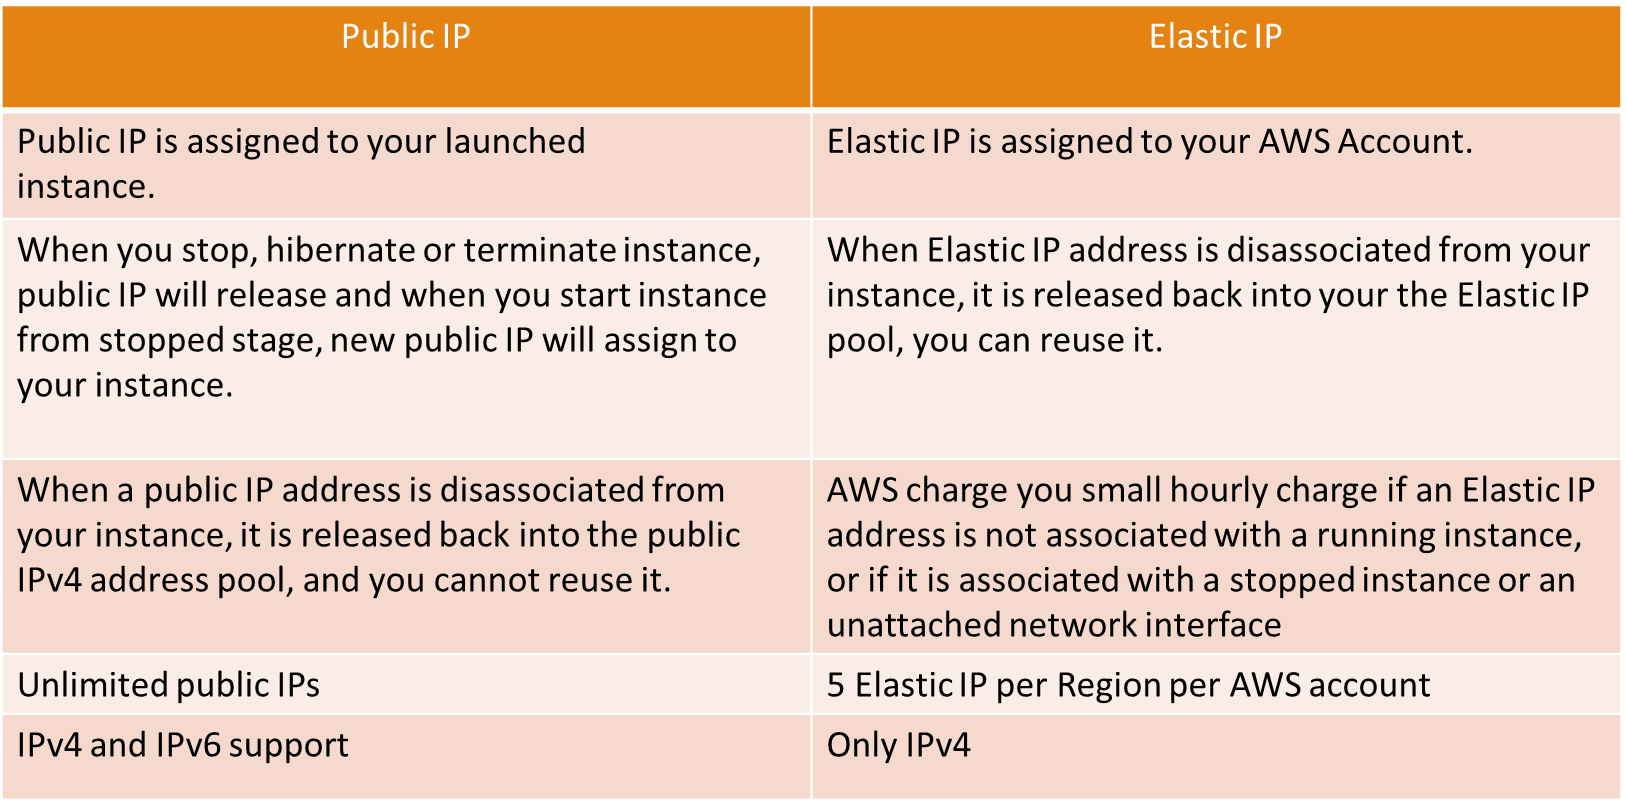 Public IP
Elastic IP
Public IP is assigned to your launched
instance.
Elastic IP is assigned to your AWS Account.
When you stop, hibernate or terminate instance,
public IP will release and when you start instance
from stopped stage, new public IP will assign to
your instance.
When Elastic IP address is disassociated from your
instance, it is released back into your the Elastic IP
pool, you can reuse it.
When a public IP address is disassociated from
your instance, it is released back into the public
IPv4 address pool, and you cannot reuse it.
AWS charge you small hourly charge if an Elastic IP
address is not associated with a running instance,
or if it is associated with a stopped instance or an
unattached network interface
Unlimited public IPs
5 Elastic IP per Region per AWS account
IPv4 and IPv6 support
Only IPv4